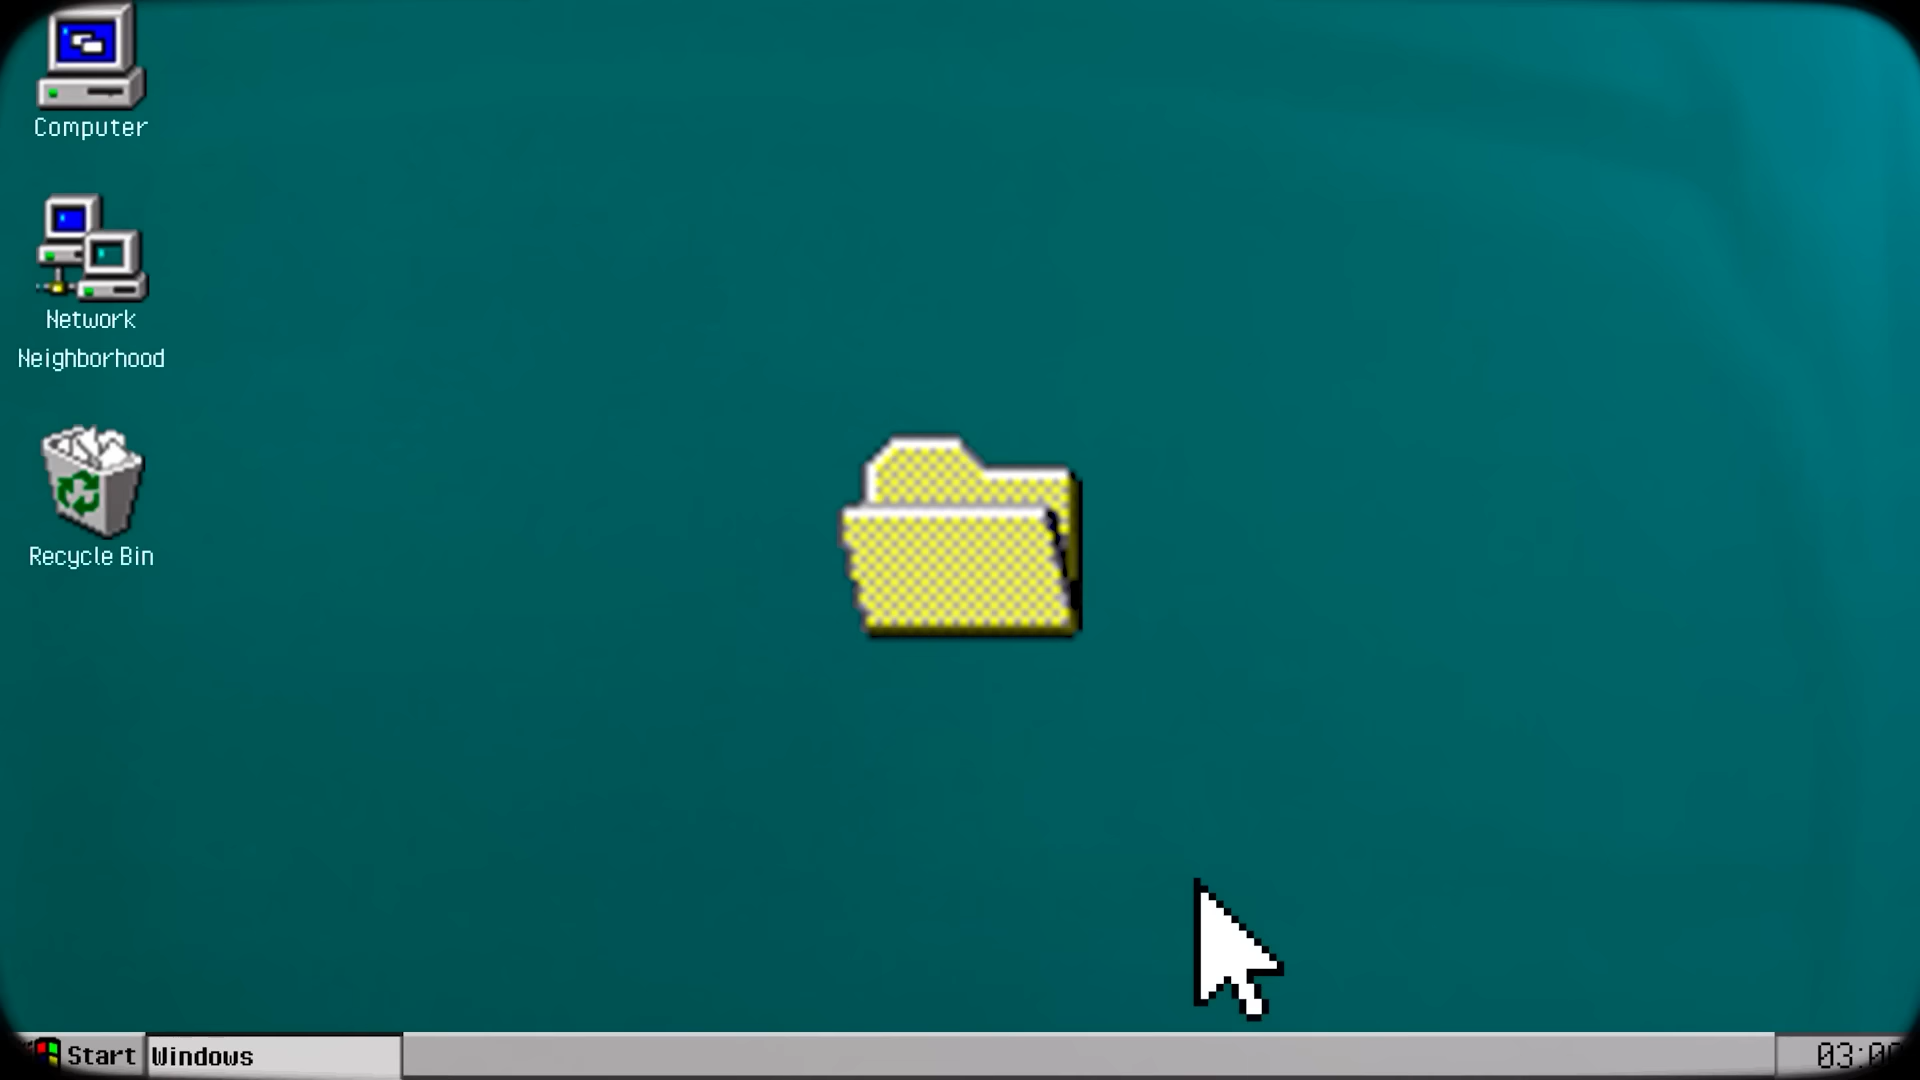 Computer
Network
Neighborhood
Recycle Bin
Start
Windows